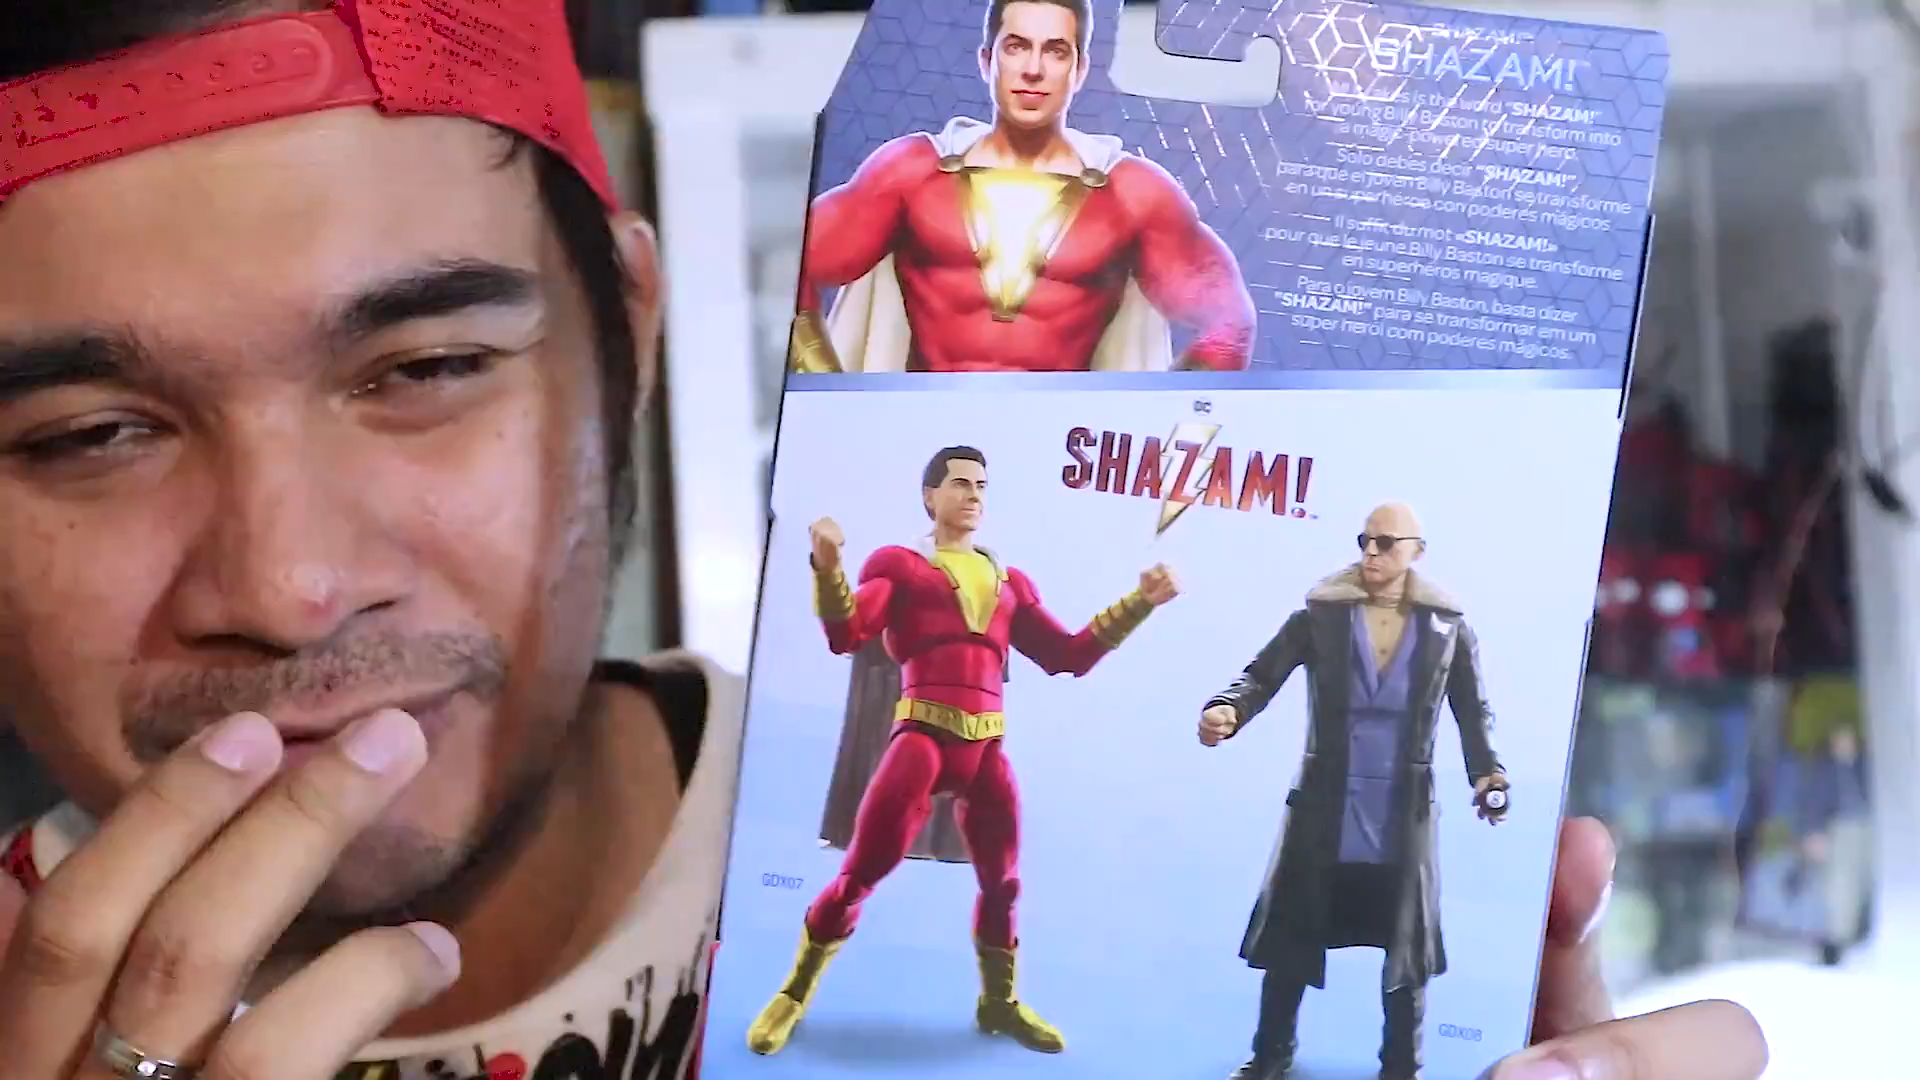 SHAZAM!
SHAZAM!
is the word "SHAZAM!"
for young Billy Baston to transform into
a magic-powered super hero.
Solo debes decir "SHAZAM!"
para que el joven Billy Baston se transforme
en un superhéroe con poderes mágicos.
Il suffit du mot «SHAZAM!»
pour que le jeune Billy Baston se transforme
en superhéros magique.
Para o jovem Billy Baston, basta dizer
"SHAZAM!" para se transformar em um
super herói com poderes mágicos.
DC
SHAZAM!
8
GDX07
GDX08